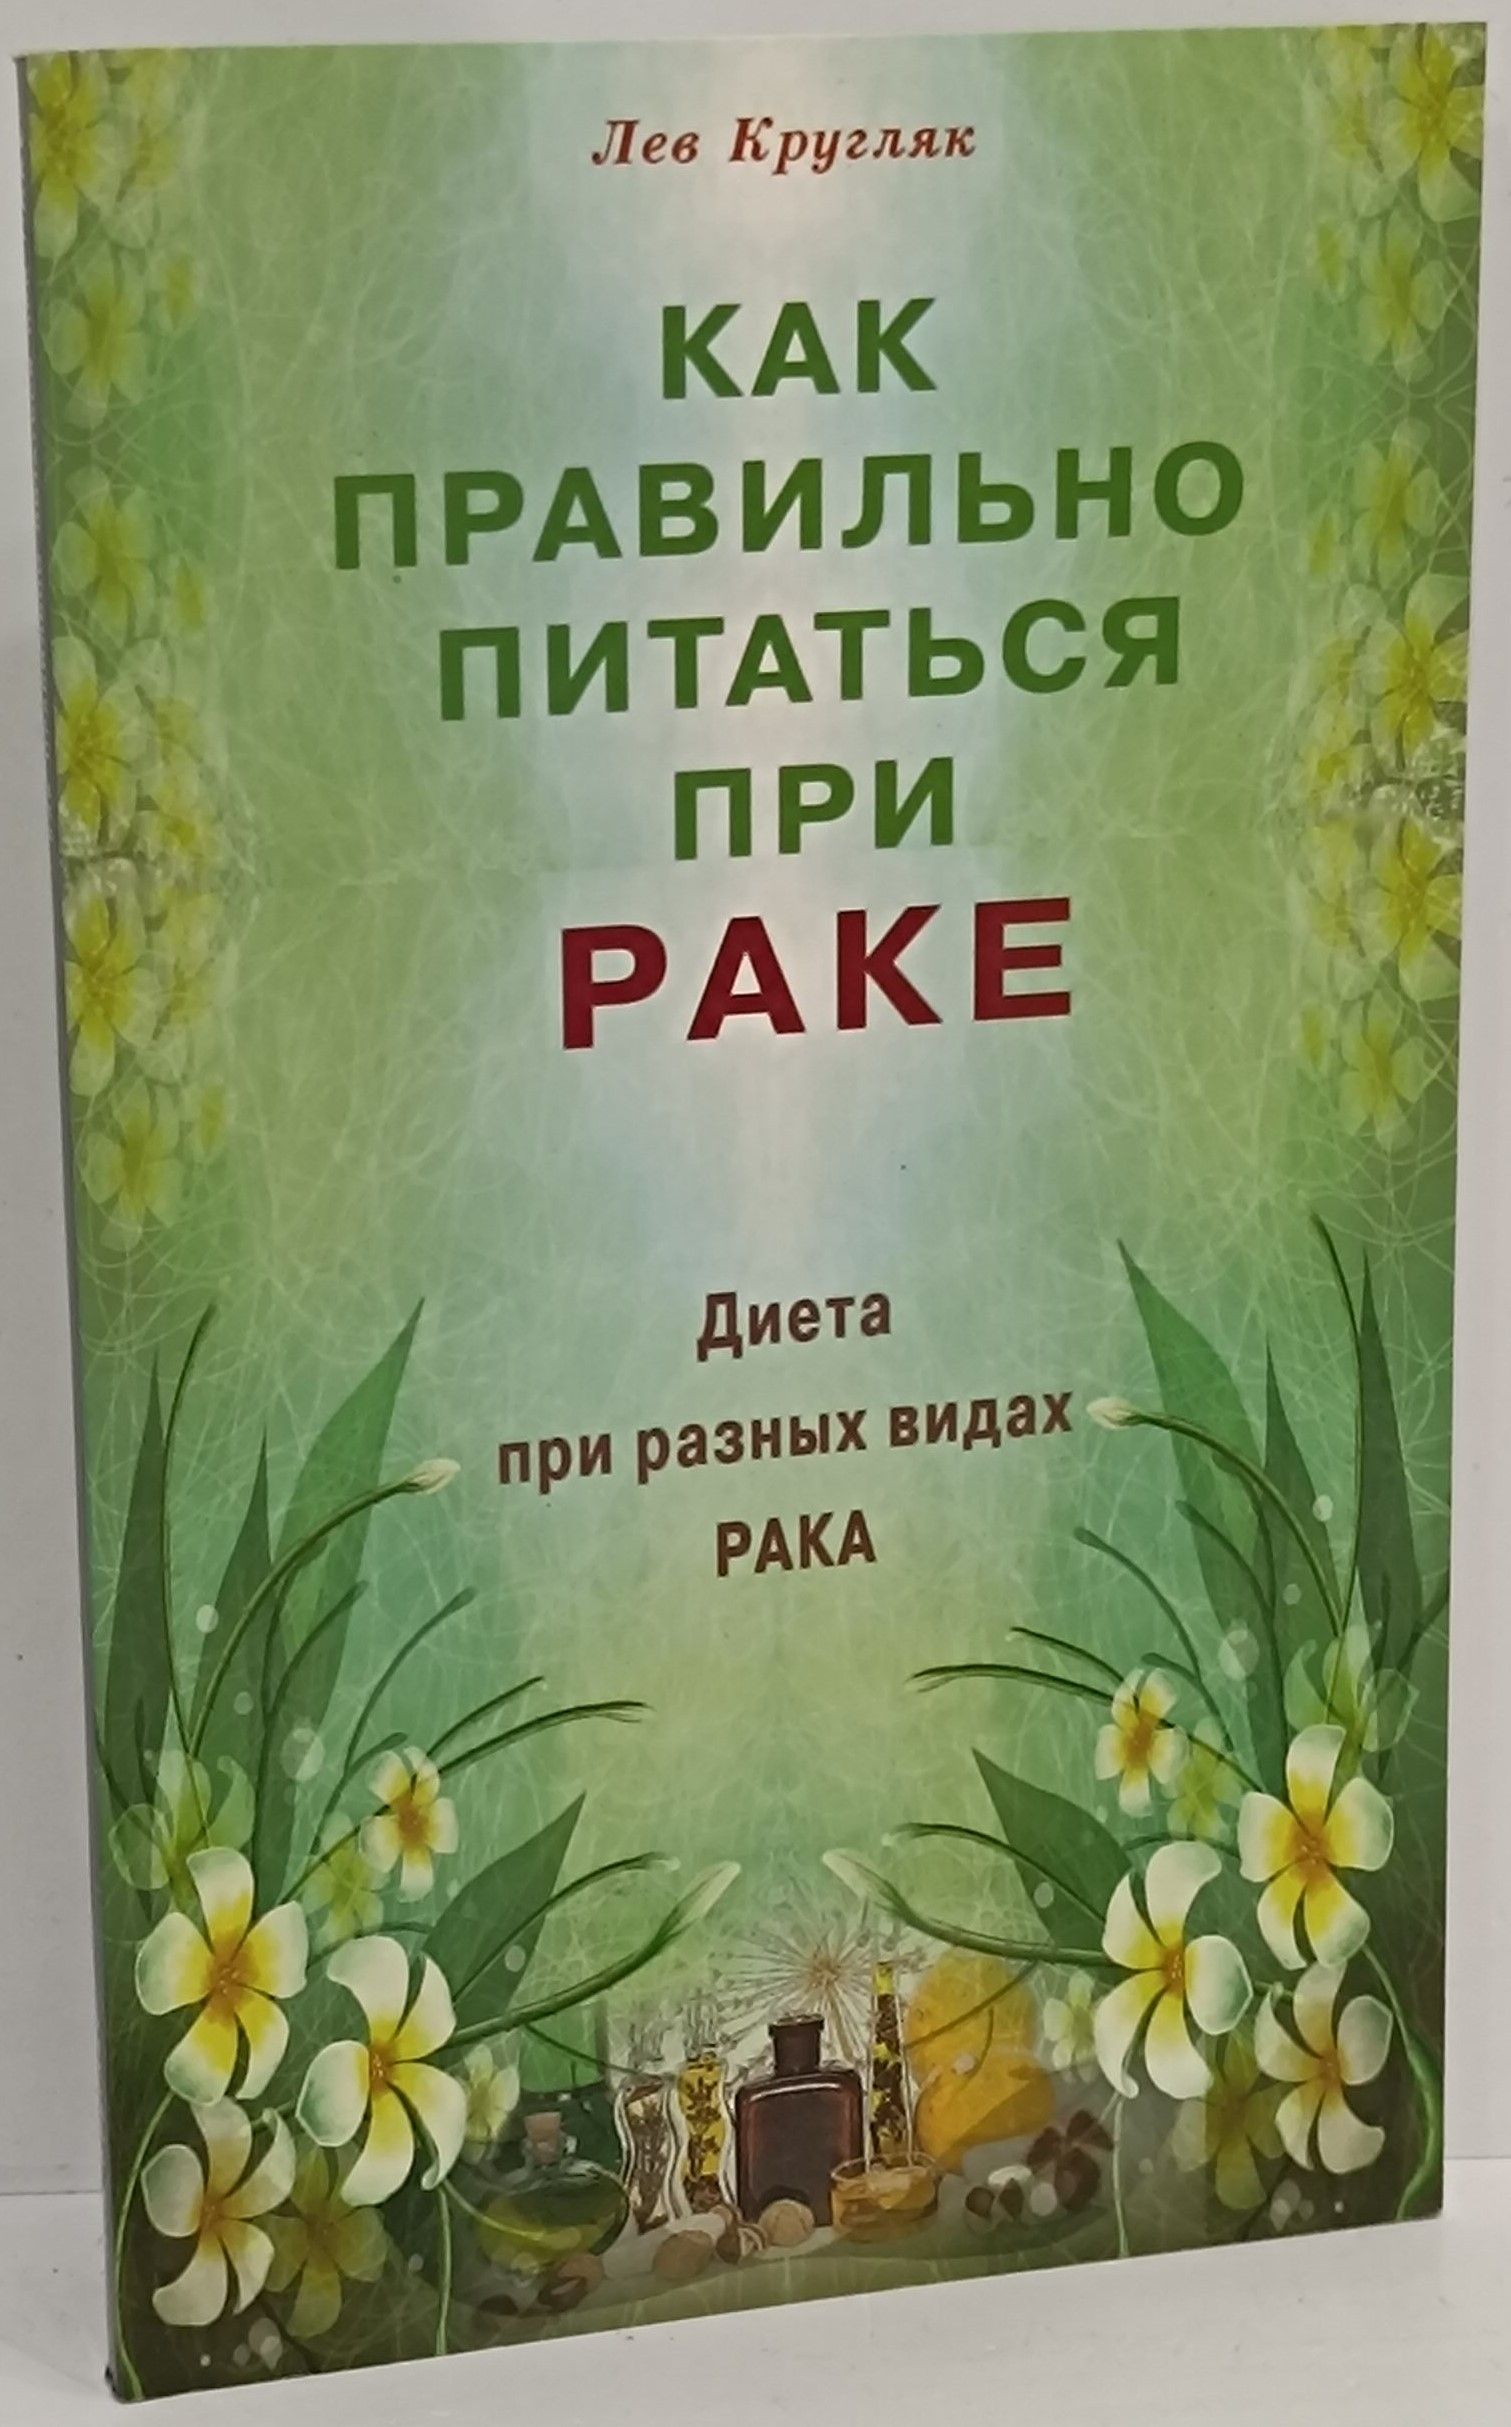 Лев Кругляк
КАК
ПРАВИЛЬНО
ПИТАТЬСЯ
ПРИ
РАКЕ
Диета
при разных видах
РАКА